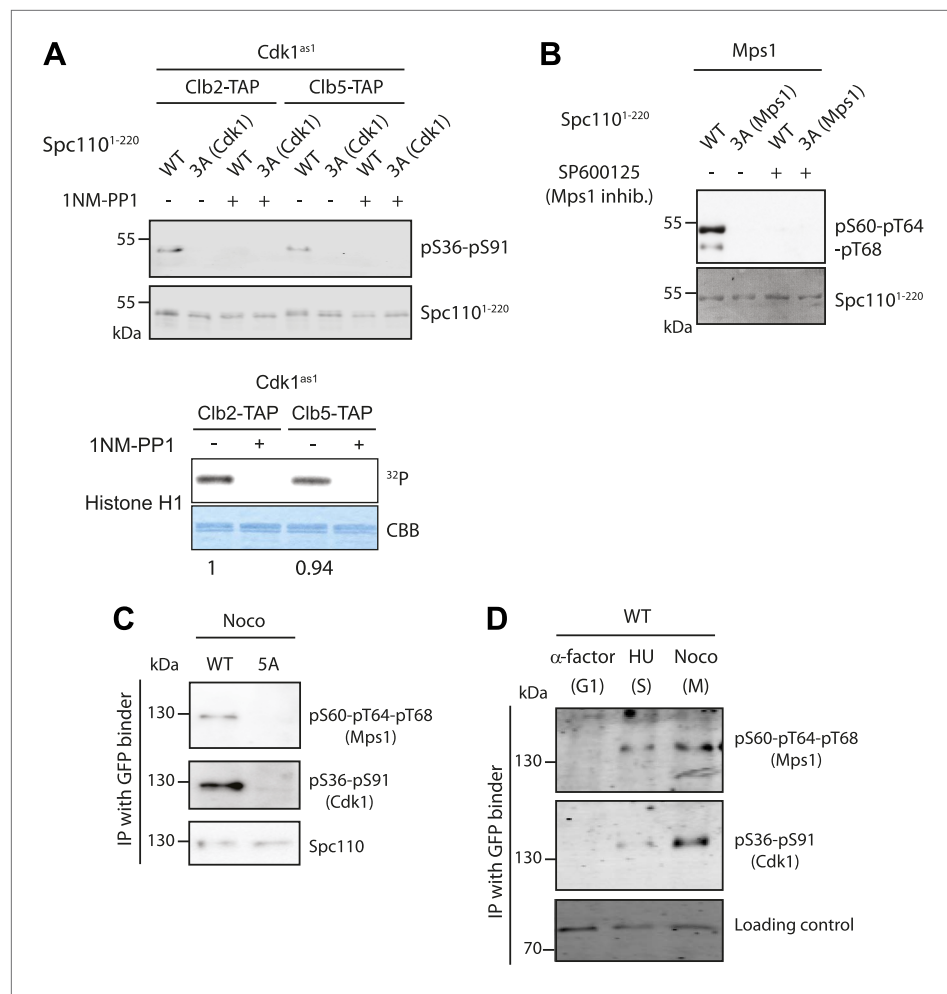 A
Cdk1as1
Clb2-TAP Clb5-TAP
Spc1101-220
WT 3A (Cdk1) WT 3A (Cdk1) WT 3A (Cdk1) WT 3A (Cdk1)
1NM-PP1 - - + + - - + +
55 pS36-pS91
55 Spc1101-220
kDa
Cdk1as1
Clb2-TAP Clb5-TAP
1NM-PP1 - + - +
Histone H1
32P
CBB
1 0.94
B
Mps1
Spc1101-220
WT 3A (Mps1) WT 3A (Mps1)
SP600125 - - + +
(Mps1 inhib.)
55 pS60-pT64
-pT68
55 Spc1101-220
kDa
C
Noco
kDa WT 5A
IP with GFP binder
130 pS60-pT64-pT68
(Mps1)
130 pS36-pS91
(Cdk1)
130 Spc110
D
WT
α-factor HU Noco
(G1) (S) (M)
kDa
IP with GFP binder
130 pS60-pT64-pT68
(Mps1)
130 pS36-pS91
(Cdk1)
70 Loading control